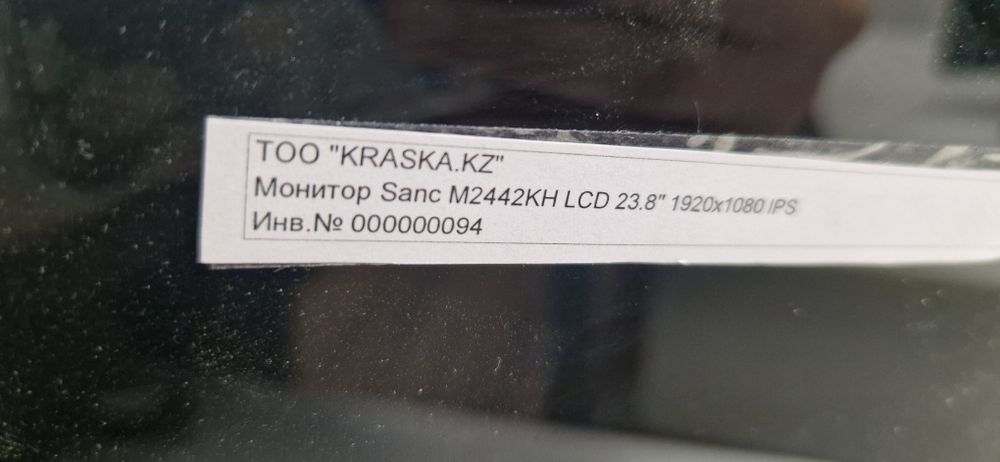 ТОО "KRASKA.KZ"
Монитор Sanc M2442KH LCD 23.8" 1920x1080 IPS
Инв.№ 000000094